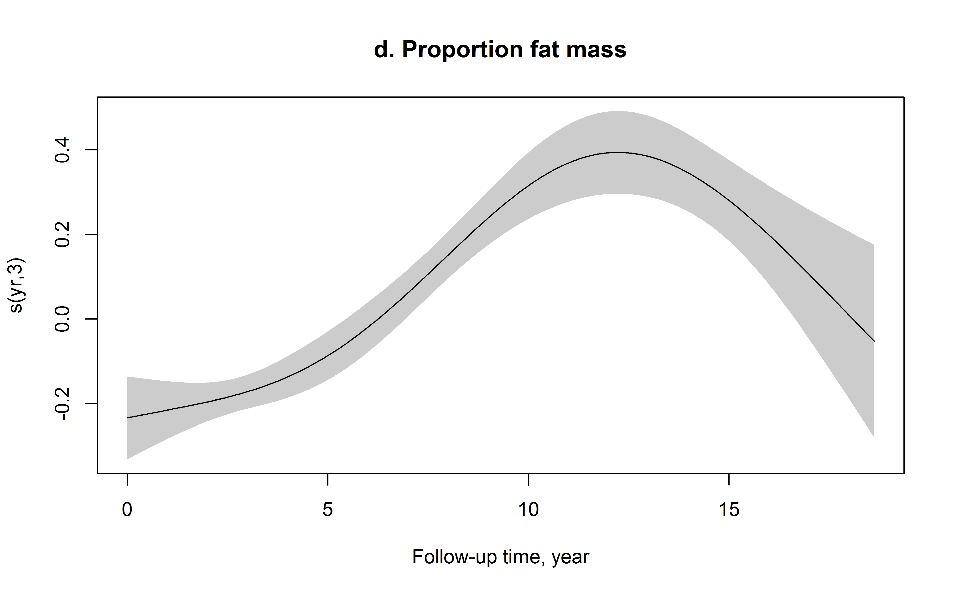 d. Proportion fat mass
s(yr,3)
0.4
0.2
0.0
-0.2
0 5 10 15
Follow-up time, year